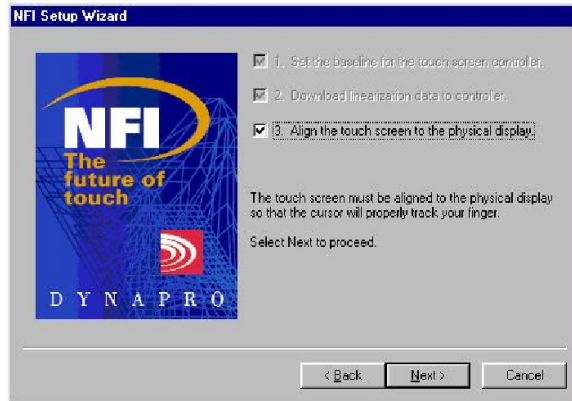 NFI Setup Wizard
NFI
The
future of
touch
DYNAPRO
1. Set the baseline for the touch screen controller.
2. Download linearization data to controller.
3. Align the touch screen to the physical display.
The touch screen must be aligned to the physical display
so that the cursor will properly track your finger.
Select Next to proceed.
< Back
Next >
Cancel